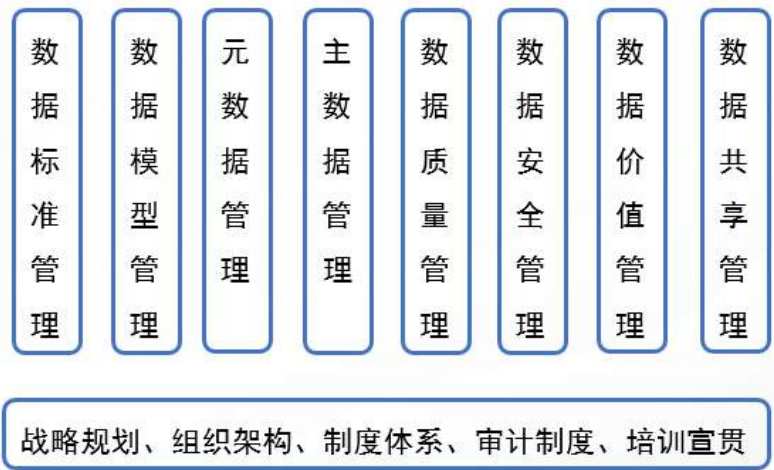 数据标准管理
数据模型管理
元数据管理
主数据管理
数据质量管理
数据安全管理
数据价值管理
数据共享管理
战略规划、组织架构、制度体系、审计制度、培训宣贯